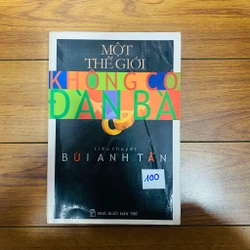 MỘT
THẾ GIỚI
KHÔNG CÓ
ĐÀN BÀ
tiểu thuyết
BÙI ANH TẤN
100
NHÀ XUẤT BẢN TRẺ